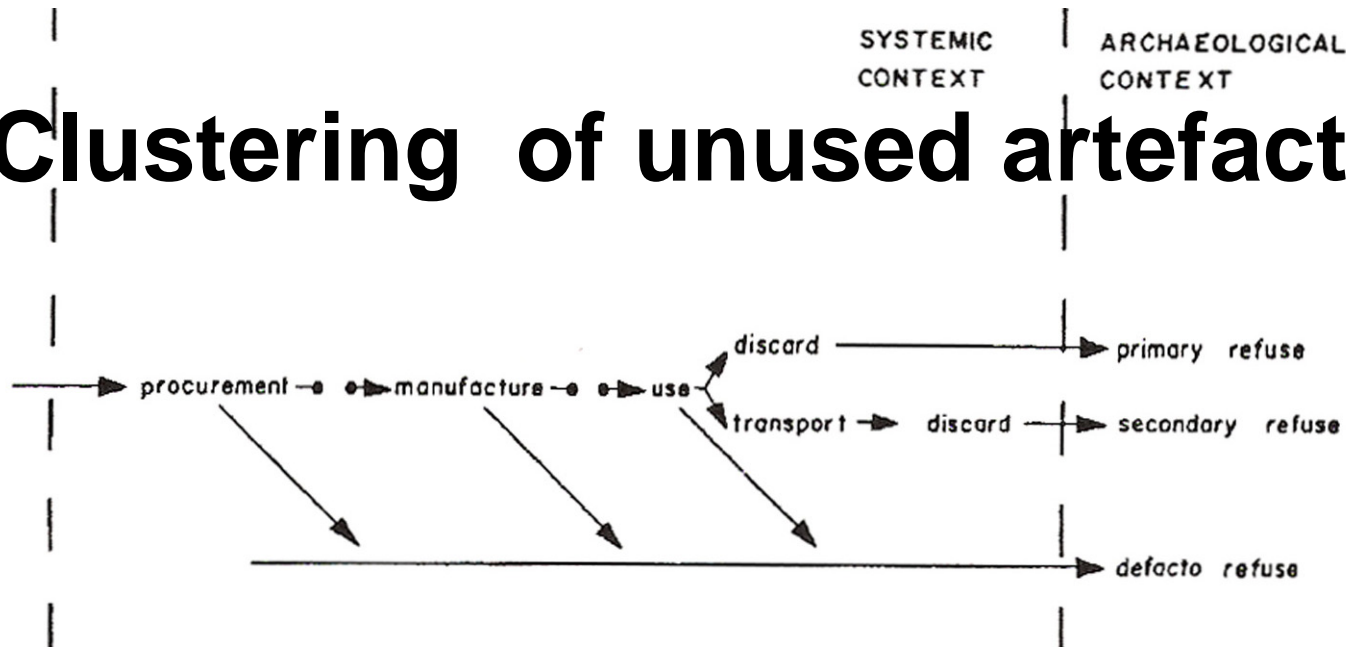 SYSTEMIC
CONTEXT
ARCHAEOLOGICAL
CONTEXT
Clustering of unused artefact
discard
primary refuse
procurement
manufacture
use
transport
discard
secondary refuse
defacto refuse